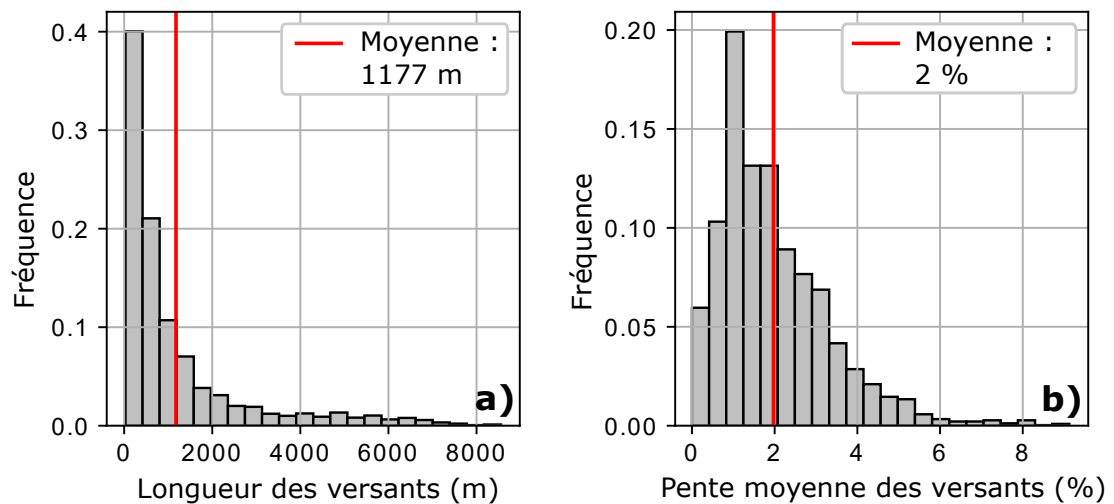 0.4
0.3
0.2
0.1
0.0
Fréquence
Moyenne :
1177 m
a)
0 2000 4000 6000 8000
Longueur des versants (m)
0.20
0.15
0.10
0.05
0.00
Fréquence
Moyenne :
2 %
b)
0 2 4 6 8
Pente moyenne des versants (%)